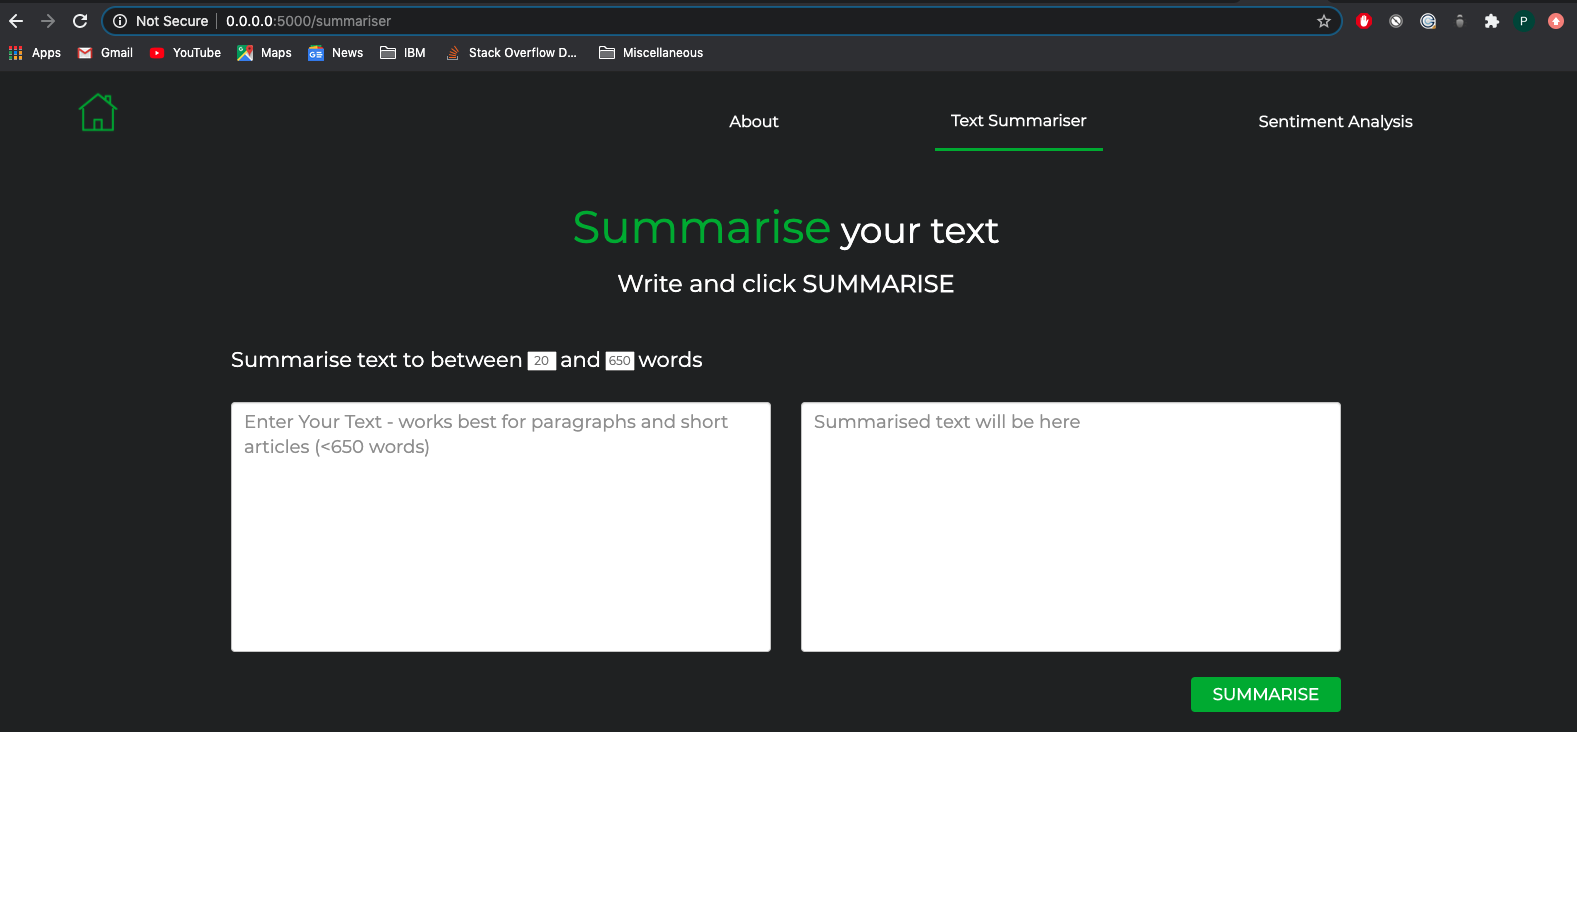 Not Secure | 0.0.0.0:5000/summariser P
Apps Gmail YouTube Maps News IBM Stack Overflow D... Miscellaneous
About Text Summariser Sentiment Analysis
Summarise your text
Write and click SUMMARISE
Summarise text to between 20 and 650 words
Enter Your Text - works best for paragraphs and short
articles (<650 words)
Summarised text will be here
SUMMARISE